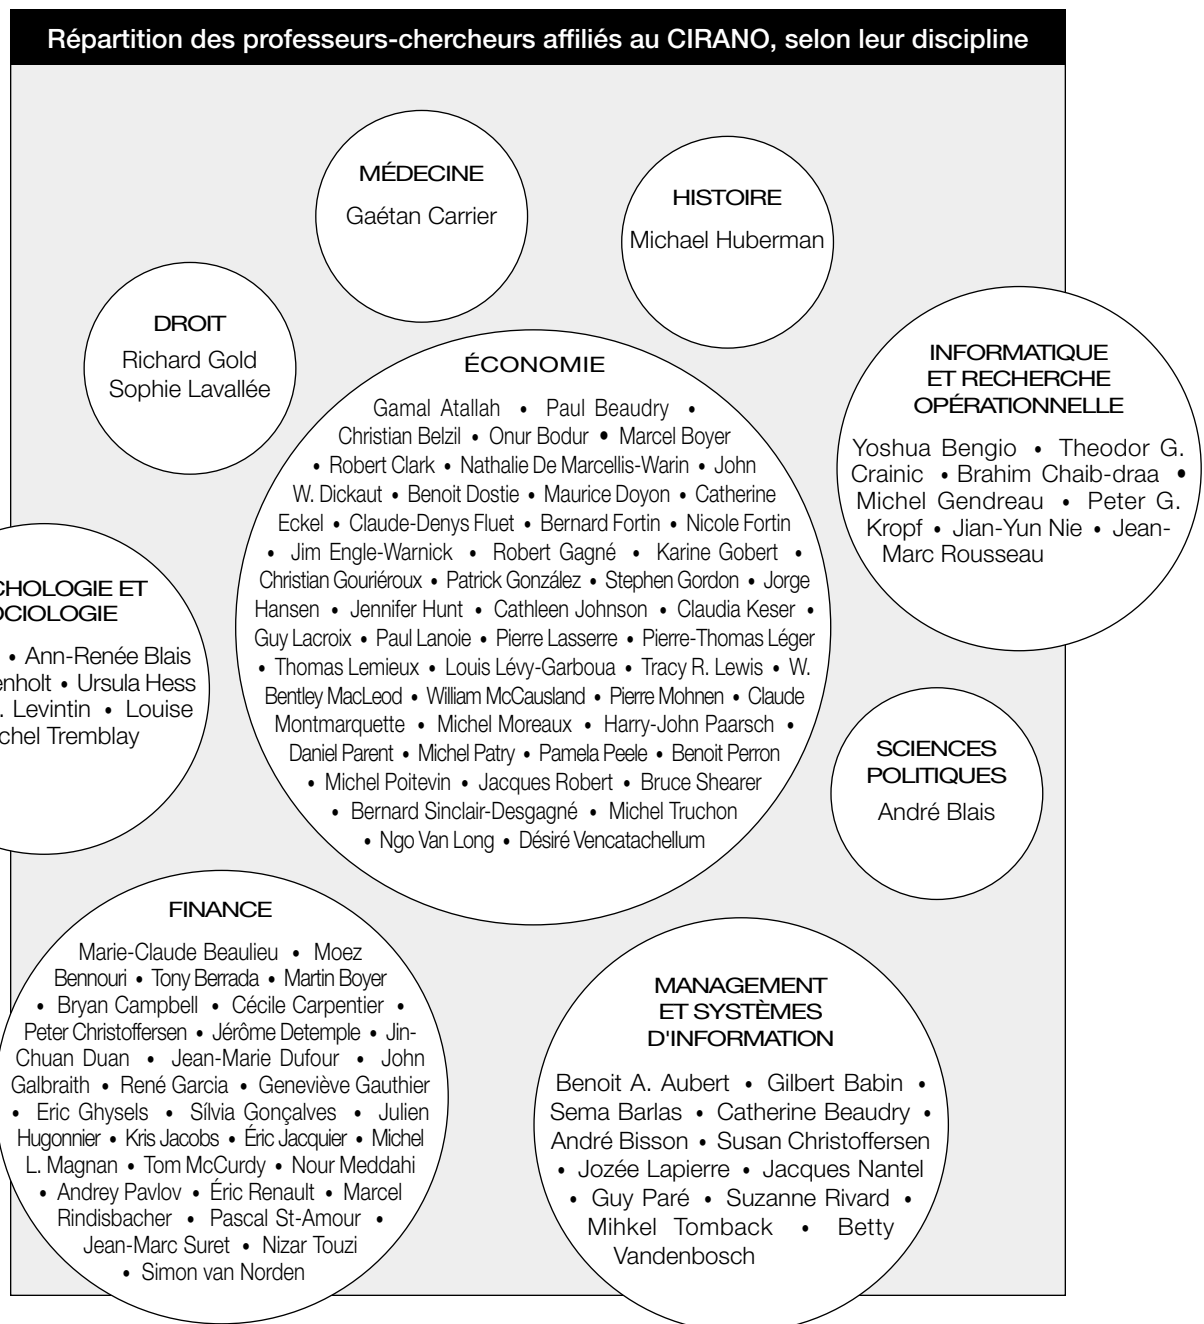 Répartition des professeurs-chercheurs affiliés au CIRANO, selon leur discipline
MÉDECINE
Gaétan Carrier
HISTOIRE
Michael Huberman
DROIT
Richard Gold
Sophie Lavallée
ÉCONOMIE
Gamal Atallah • Paul Beaudry •
Christian Belzil • Onur Bodur • Marcel Boyer
• Robert Clark • Nathalie De Marcellis-Warin • John
W. Dickaut • Benoit Dostie • Maurice Doyon • Catherine
Eckel • Claude-Denys Fluet • Bernard Fortin • Nicole Fortin
• Jim Engle-Warnick • Robert Gagné • Karine Gobert •
Christian Gouriéroux • Patrick González • Stephen Gordon • Jorge
Hansen • Jennifer Hunt • Cathleen Johnson • Claudia Keser •
Guy Lacroix • Paul Lanoie • Pierre Lasserre • Pierre-Thomas Léger
• Thomas Lemieux • Louis Lévy-Garboua • Tracy R. Lewis • W.
Bentley MacLeod • William McCausland • Pierre Mohnen • Claude
Montmarquette • Michel Moreaux • Harry-John Paarsch •
Daniel Parent • Michel Patry • Pamela Peele • Benoit Perron
• Michel Poitevin • Jacques Robert • Bruce Shearer
• Bernard Sinclair-Desgagné • Michel Truchon
• Ngo Van Long • Désiré Vencatachellum
INFORMATIQUE
ET RECHERCHE
OPÉRATIONNELLE
Yoshua Bengio • Theodor G.
Crainic • Brahim Chaib-draa •
Michel Gendreau • Peter G.
Kropf • Jian-Yun Nie • Jean-
Marc Rousseau
CHOLOGIE ET
OCIOLOGIE
• Ann-Renée Blais
enholt • Ursula Hess
. Levintin • Louise
chel Tremblay
SCIENCES
POLITIQUES
André Blais
FINANCE
Marie-Claude Beaulieu • Moez
Bennouri • Tony Berrada • Martin Boyer
• Bryan Campbell • Cécile Carpentier •
Peter Christoffersen • Jérôme Detemple • Jin-
Chuan Duan • Jean-Marie Dufour • John
Galbraith • René Garcia • Geneviève Gauthier
• Eric Ghysels • Sílvia Gonçalves • Julien
Hugonnier • Kris Jacobs • Éric Jacquier • Michel
L. Magnan • Tom McCurdy • Nour Meddahi
• Andrey Pavlov • Éric Renault • Marcel
Rindisbacher • Pascal St-Amour •
Jean-Marc Suret • Nizar Touzi
• Simon van Norden
MANAGEMENT
ET SYSTÈMES
D'INFORMATION
Benoit A. Aubert • Gilbert Babin •
Sema Barlas • Catherine Beaudry •
André Bisson • Susan Christoffersen
• Jozée Lapierre • Jacques Nantel
• Guy Paré • Suzanne Rivard •
Mihkel Tomback • Betty
Vandenbosch